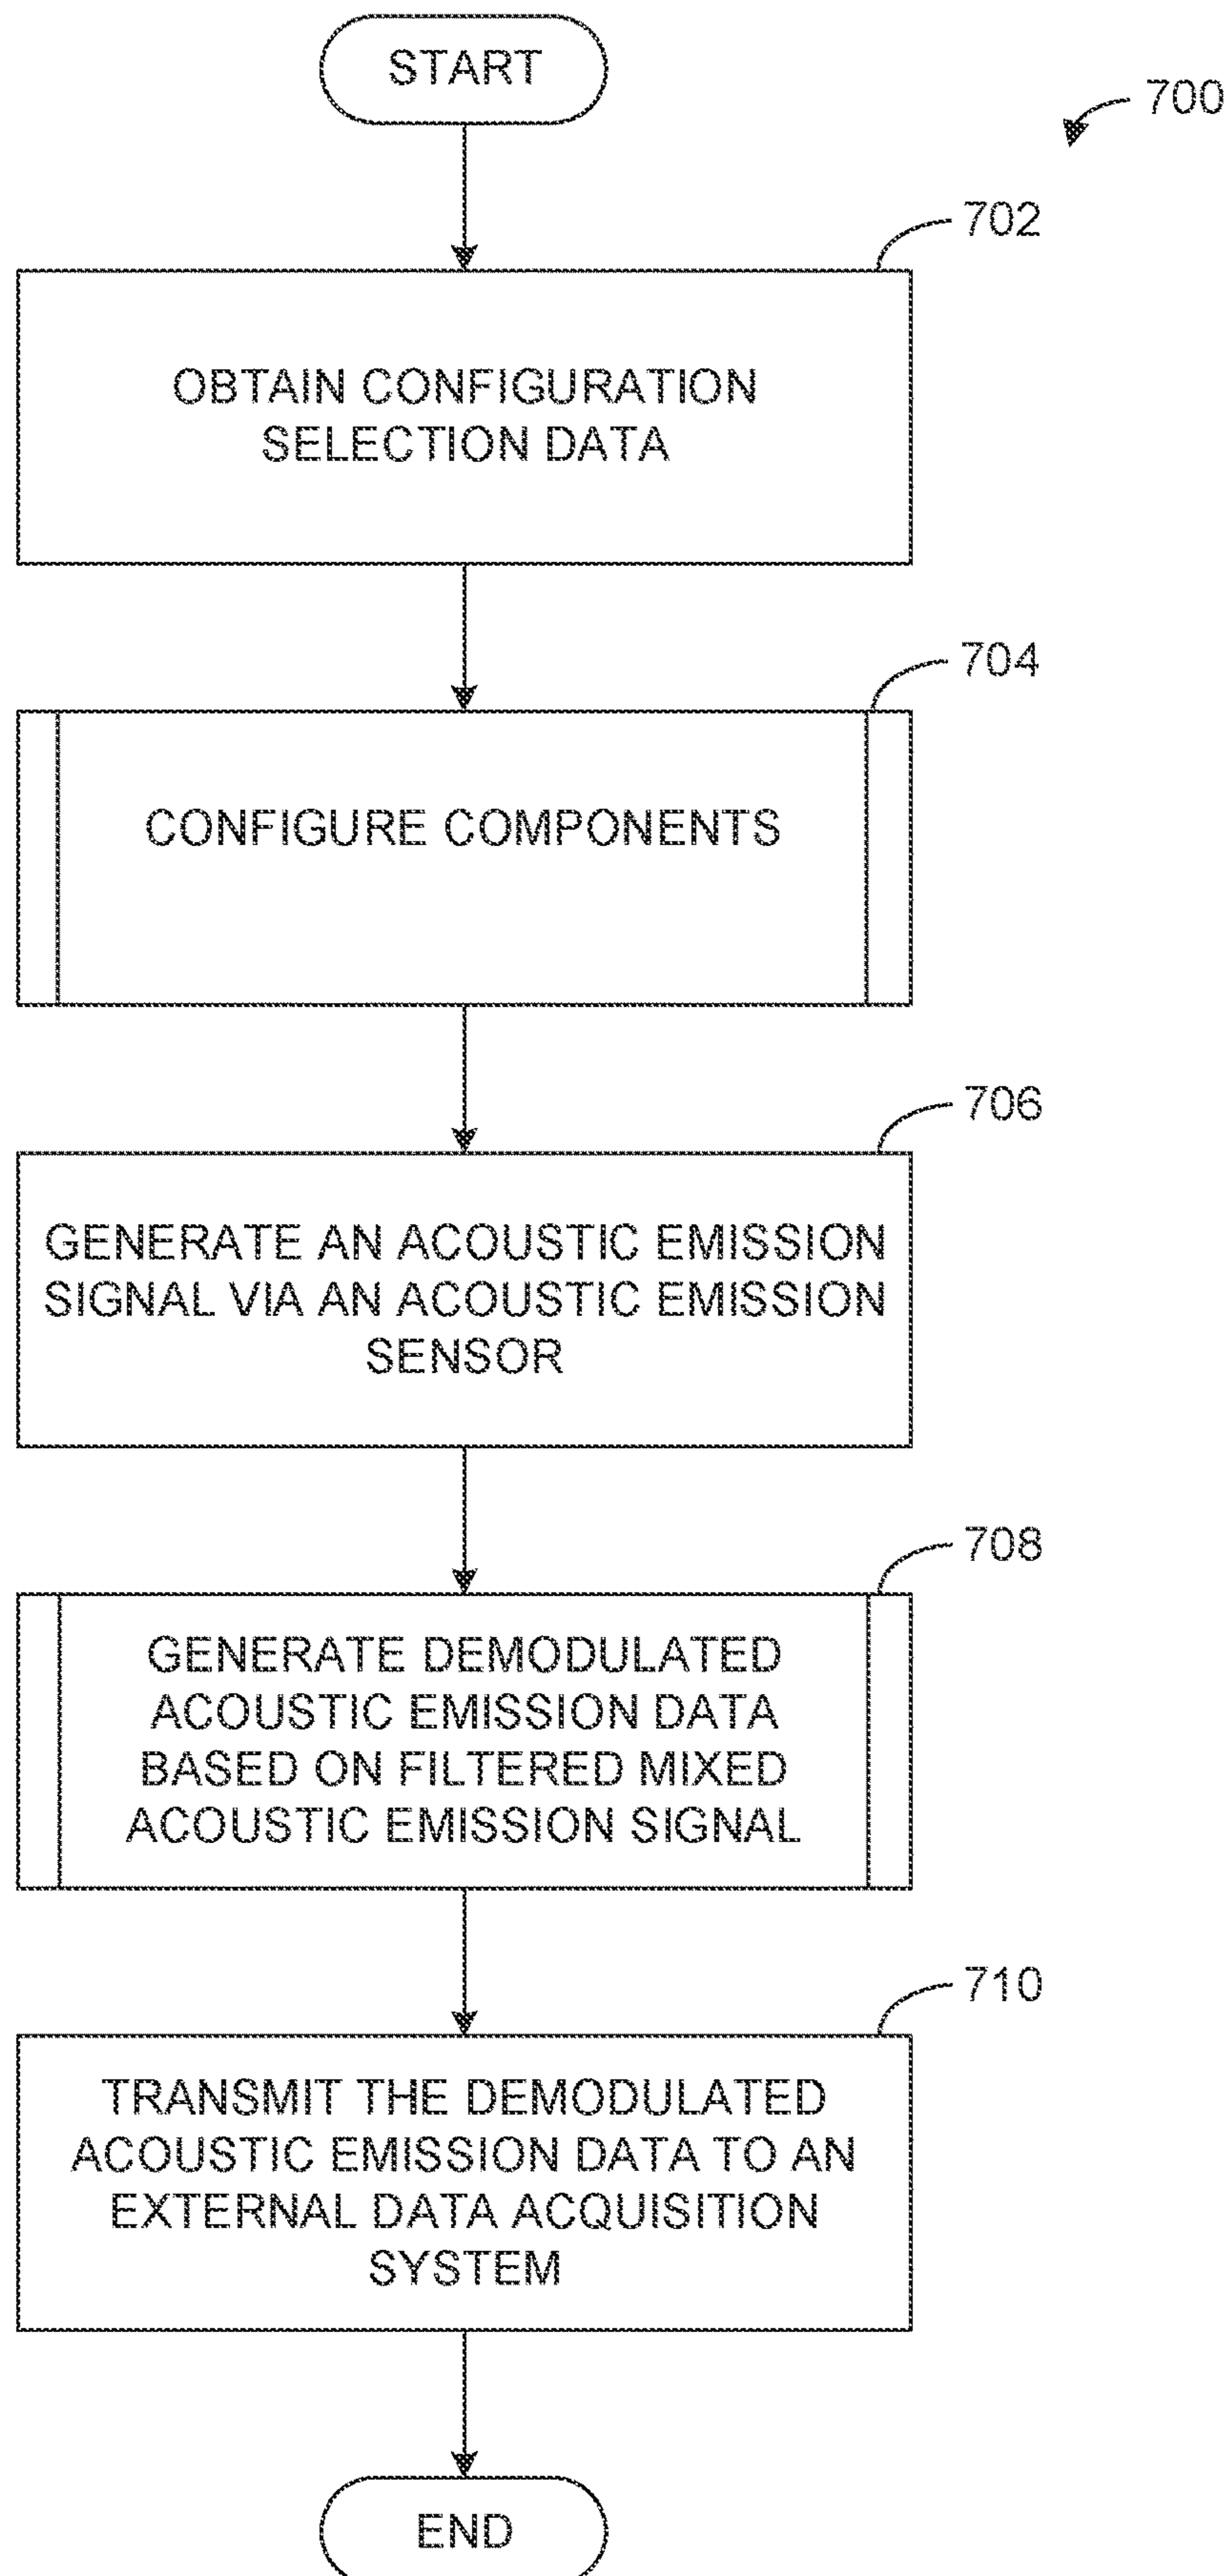 START
700
702
OBTAIN CONFIGURATION
SELECTION DATA
704
CONFIGURE COMPONENTS
706
GENERATE AN ACOUSTIC EMISSION
SIGNAL VIA AN ACOUSTIC EMISSION
SENSOR
708
GENERATE DEMODULATED
ACOUSTIC EMISSION DATA
BASED ON FILTERED MIXED
ACOUSTIC EMISSION SIGNAL
710
TRANSMIT THE DEMODULATED
ACOUSTIC EMISSION DATA TO AN
EXTERNAL DATA ACQUISITION
SYSTEM
END